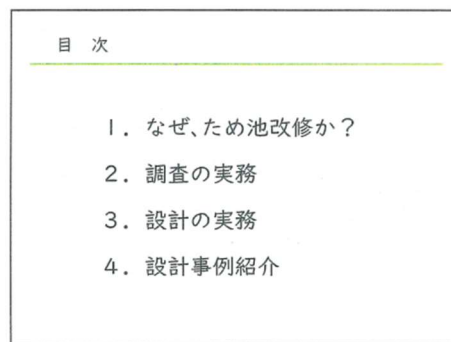 目 次
1. なぜ、ため池改修か？
2. 調査の実務
3. 設計の実務
4. 設計事例紹介